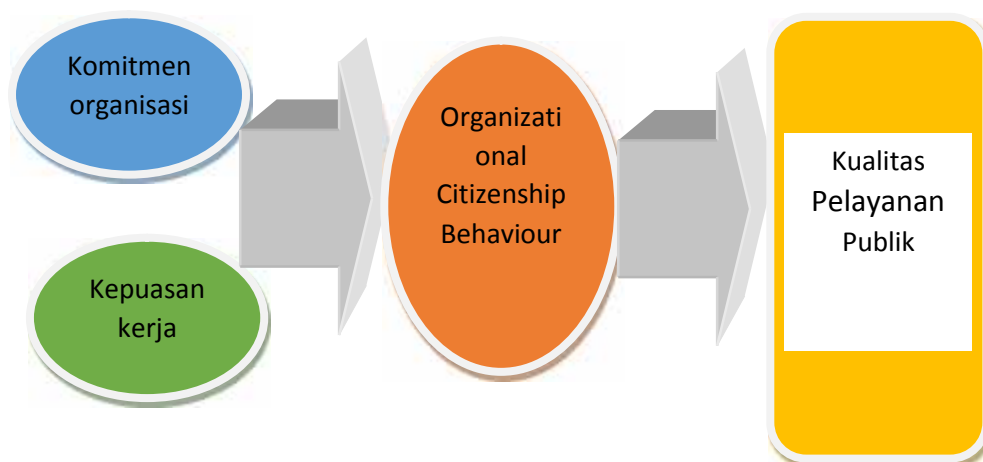 Komitmen
organisasi
Kepuasan
kerja
Organizati
onal
Citizenship
Behaviour
Kualitas
Pelayanan
Publik